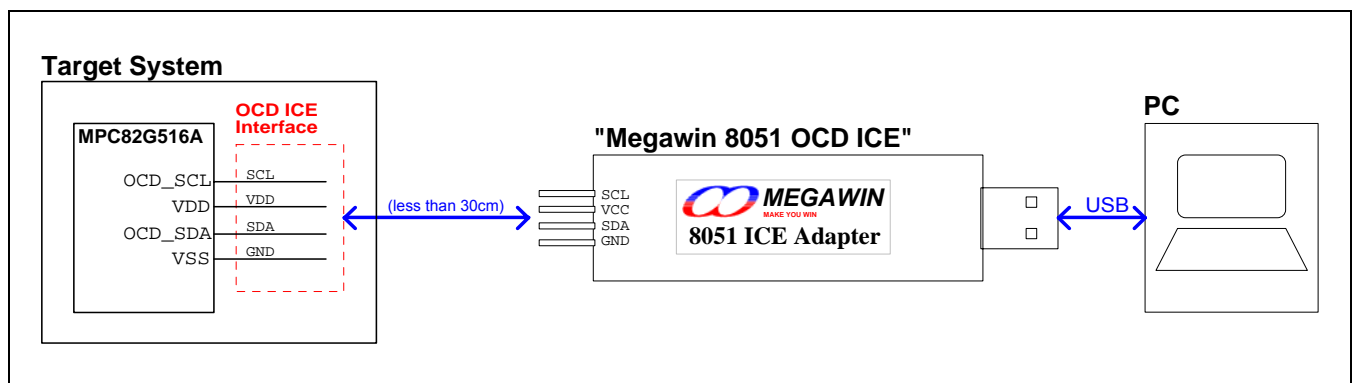 Target System
OCD ICE
Interface
MPC82G516A
OCD_SCL
SCL
VDD
VDD
OCD_SDA
SDA
VSS
GND
(less than 30cm)
"Megawin 8051 OCD ICE"
SCL
VCC
SDA
GND
MEGAWIN
MAKE YOU WIN
8051 ICE Adapter
USB
PC